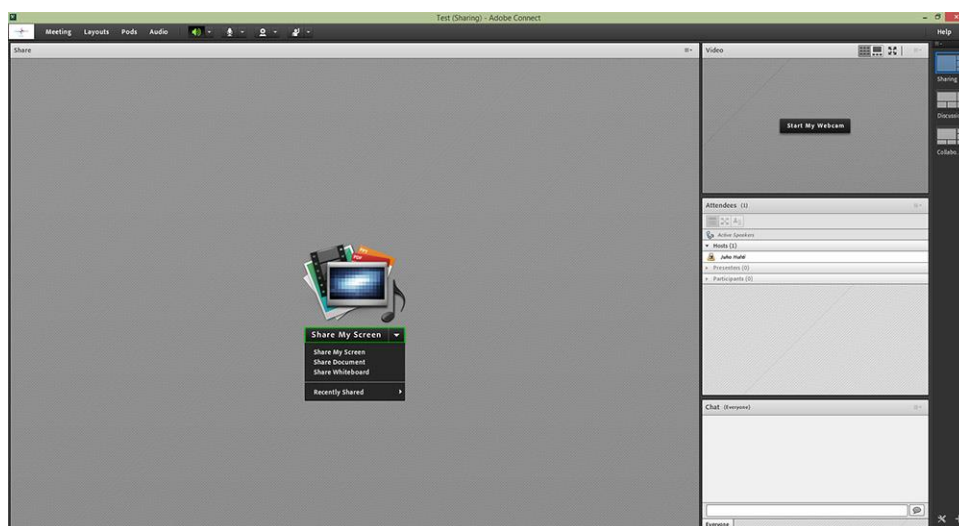 Test (Sharing) - Adobe Connect
Meeting Layouts Pods Audio
Help
Share
Video
Sharing
Start My Webcam
Discussi
Collabo.
Attendees (1)
Active Speakers
Hosts (1)
Presenters (0)
Participants (0)
PDF
Share My Screen
Share My Screen
Share Document
Share Whiteboard
Recently Shared
Chat (Everyone)
Everyone